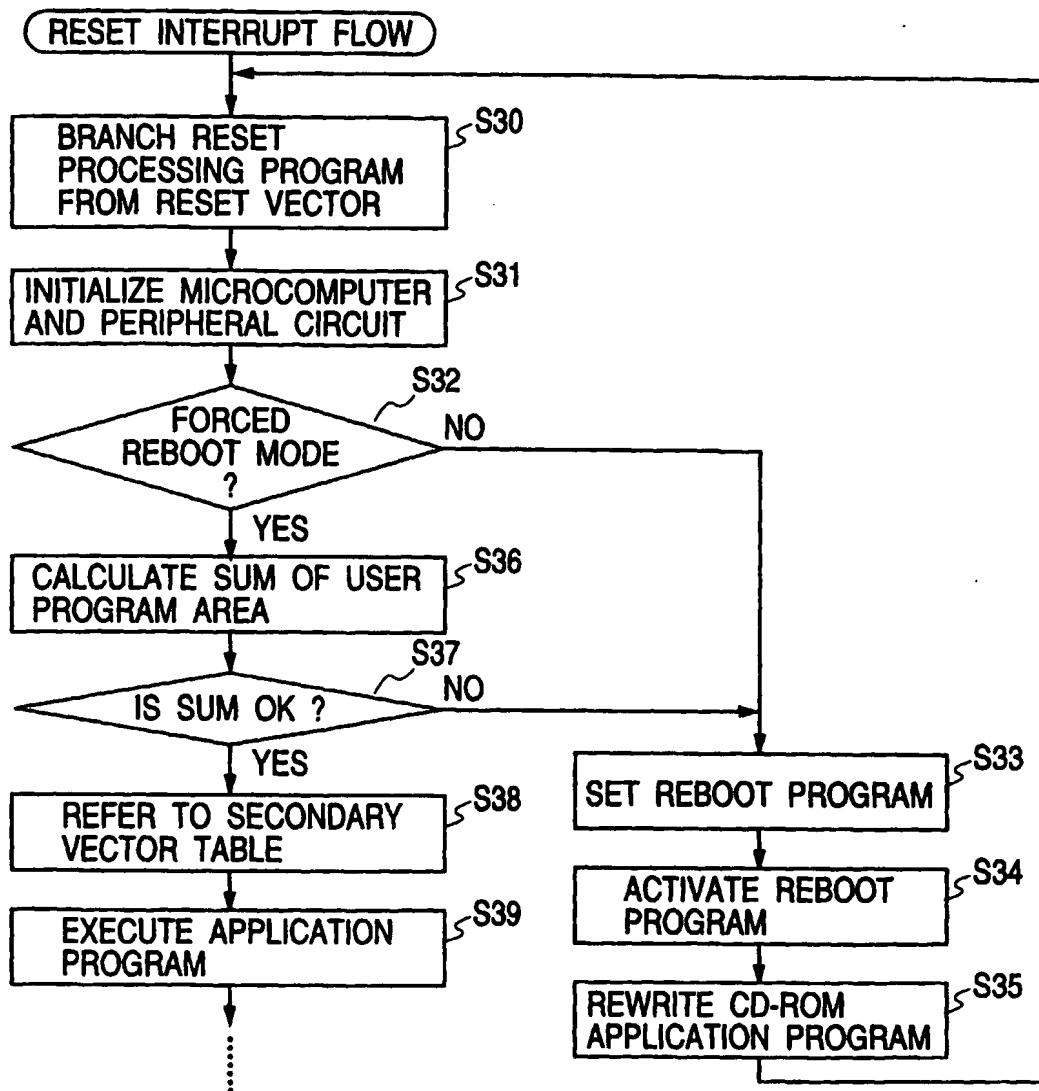 RESET INTERRUPT FLOW
S30
BRANCH RESET
PROCESSING PROGRAM
FROM RESET VECTOR
S31
INITIALIZE MICROCOMPUTER
AND PERIPHERAL CIRCUIT
S32
FORCED
REBOOT MODE
?
NO
YES
S36
CALCULATE SUM OF USER
PROGRAM AREA
S37
IS SUM OK ?
NO
YES
S38
REFER TO SECONDARY
VECTOR TABLE
S39
EXECUTE APPLICATION
PROGRAM
S33
SET REBOOT PROGRAM
S34
ACTIVATE REBOOT
PROGRAM
S35
REWRITE CD-ROM
APPLICATION PROGRAM